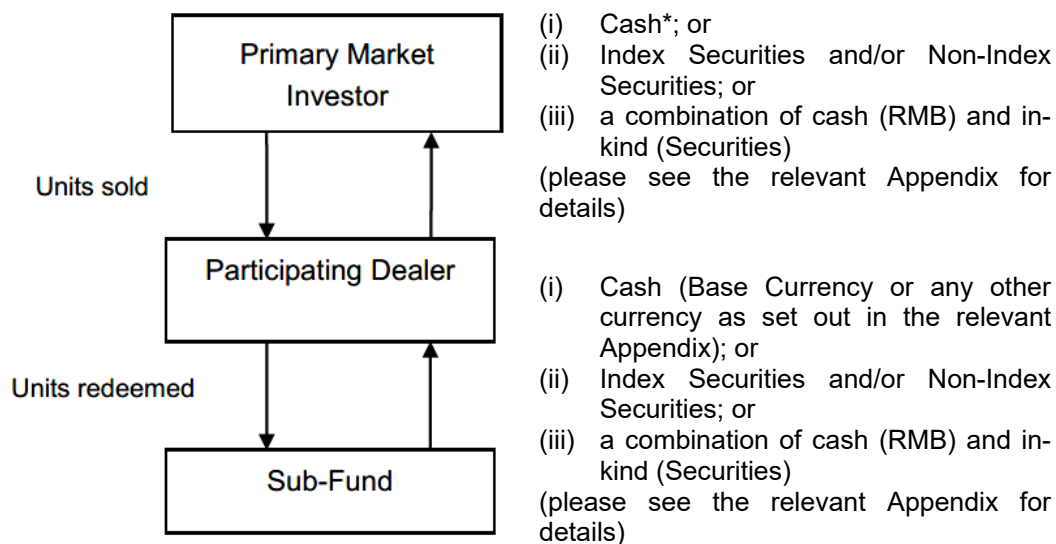 Primary Market
Investor
Units sold
Participating Dealer
Units redeemed
Sub-Fund
(i) Cash*; or
(ii) Index Securities and/or Non-Index
Securities; or
(iii) a combination of cash (RMB) and in-
kind (Securities)
(please see the relevant Appendix for
details)
(i) Cash (Base Currency or any other
currency as set out in the relevant
Appendix); or
(ii) Index Securities and/or Non-Index
Securities; or
(iii) a combination of cash (RMB) and in-
kind (Securities)
(please see the relevant Appendix for
details)